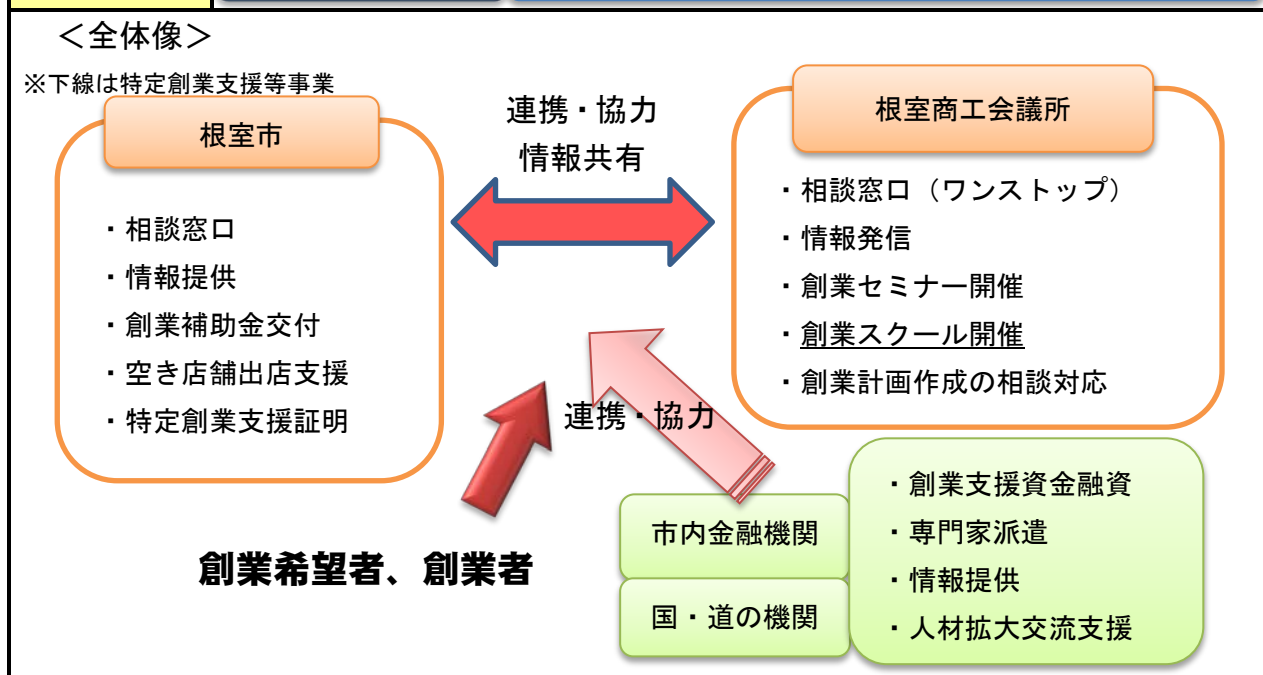 ＜全体像＞
※下線は特定創業支援等事業
根室市
・相談窓口
・情報提供
・創業補助金交付
・空き店舗出店支援
・特定創業支援証明
連携・協力
情報共有
根室商工会議所
・相談窓口（ワンストップ）
・情報発信
・創業セミナー開催
・創業スクール開催
・創業計画作成の相談対応
連携・協力
創業希望者、創業者
市内金融機関
国・道の機関
・創業支援資金融資
・専門家派遣
・情報提供
・人材拡大交流支援